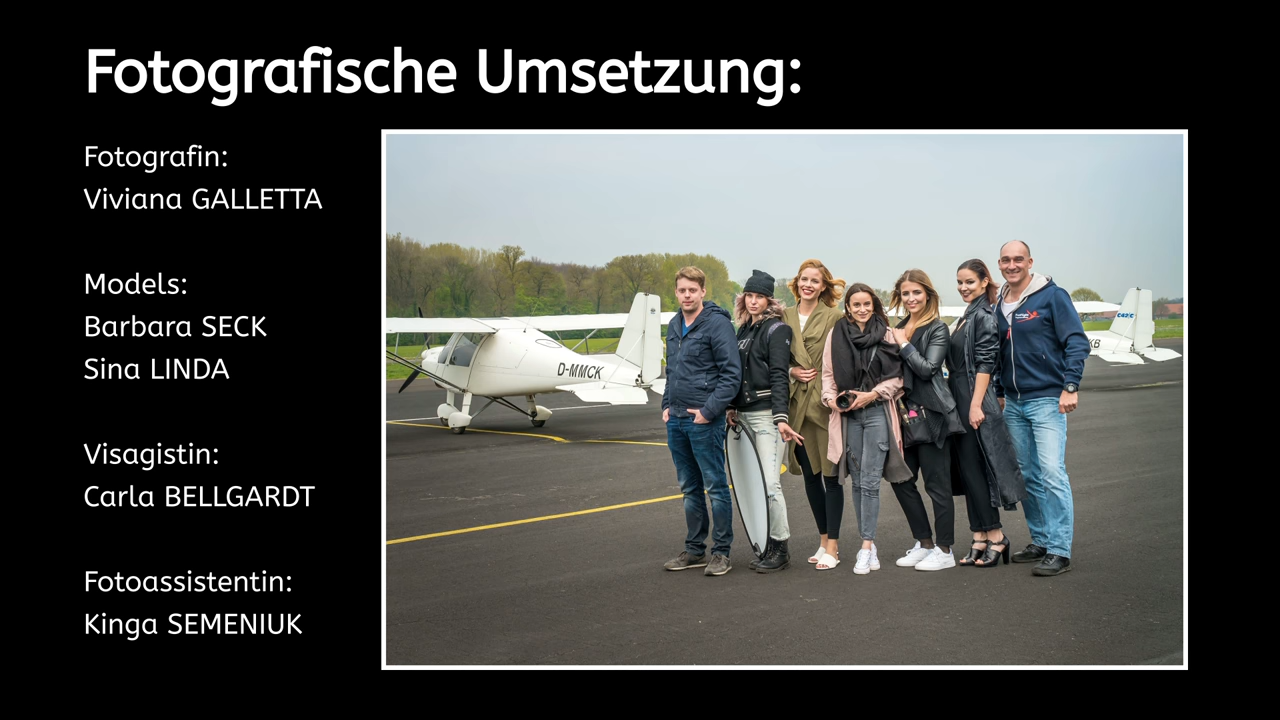 Fotografische Umsetzung:
Fotografin:
Viviana GALLETTA
Models:
Barbara SECK
Sina LINDA
Visagistin:
Carla BELLGARDT
Fotoassistentin:
Kinga SEMENIUK
D-MMCK